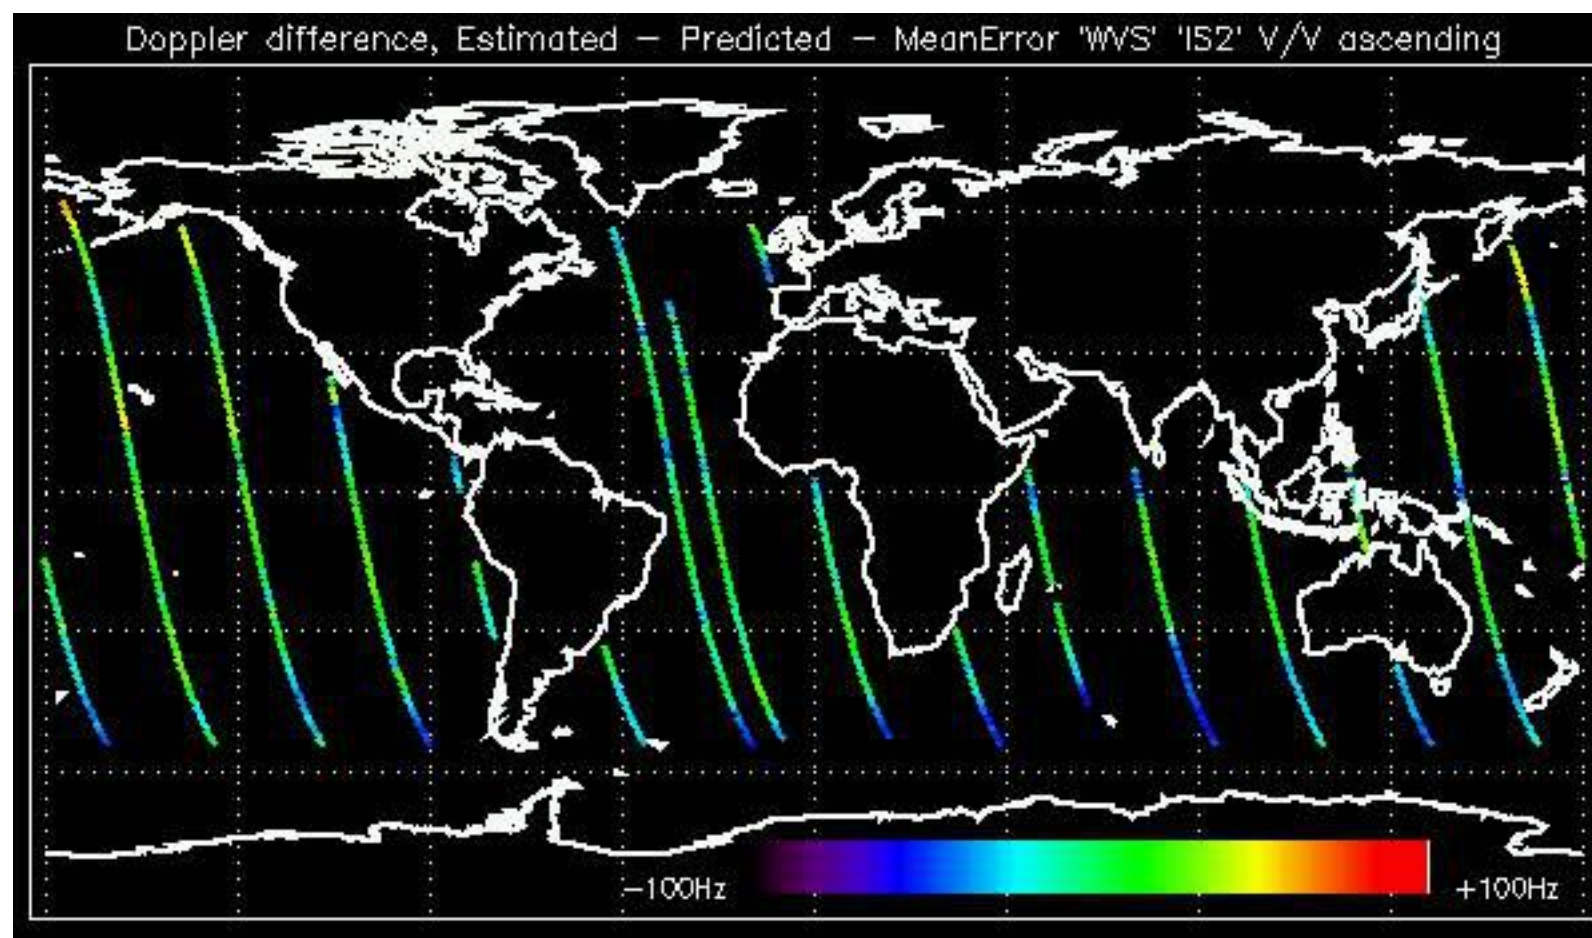 Doppler difference, Estimated – Predicted – MeanError 'WVS' 'IS2' V/V ascending
–100Hz
+100Hz